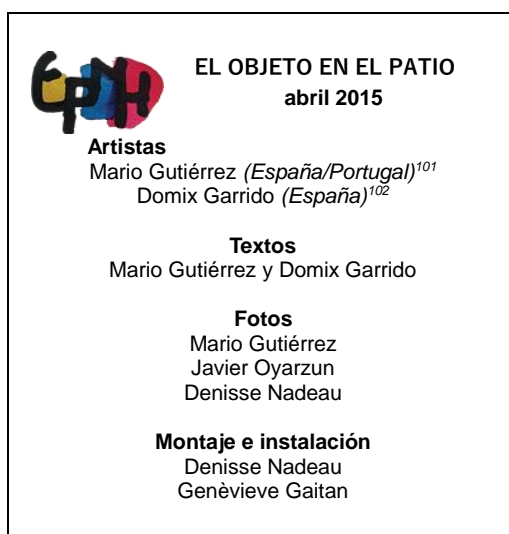 EPNH
EL OBJETO EN EL PATIO
abril 2015
Artistas
Mario Gutiérrez (España/Portugal)101
Domix Garrido (España)102
Textos
Mario Gutiérrez y Domix Garrido
Fotos
Mario Gutiérrez
Javier Oyarzun
Denisse Nadeau
Montaje e instalación
Denisse Nadeau
Genèvieve Gaitan